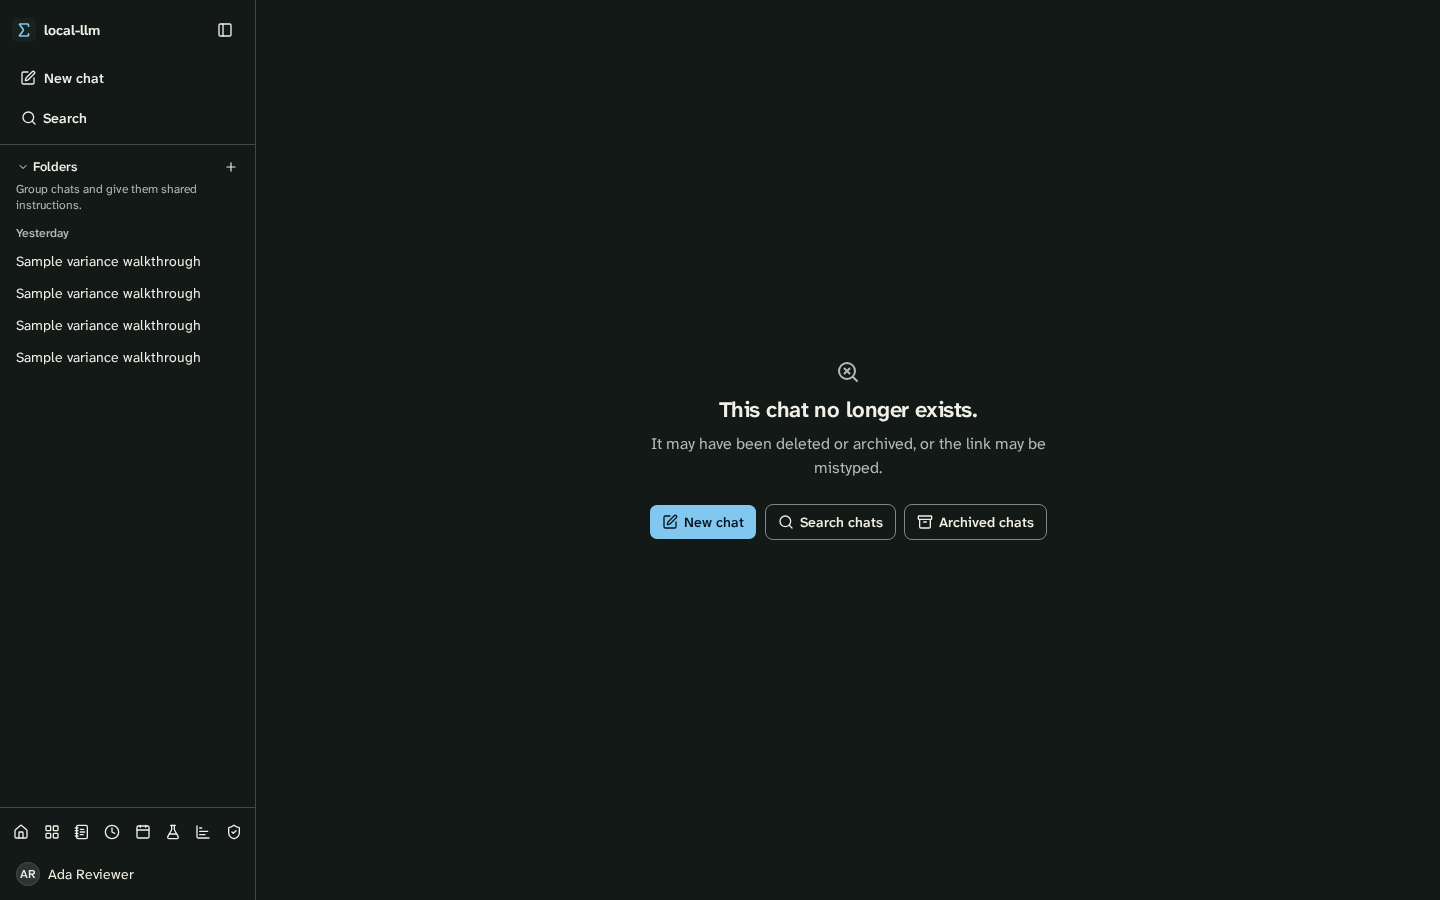 local-llm
New chat
Search
Folders
Group chats and give them shared
instructions.
Yesterday
Sample variance walkthrough
Sample variance walkthrough
Sample variance walkthrough
Sample variance walkthrough
AR Ada Reviewer
This chat no longer exists.
It may have been deleted or archived, or the link may be
mistyped.
New chat Search chats Archived chats